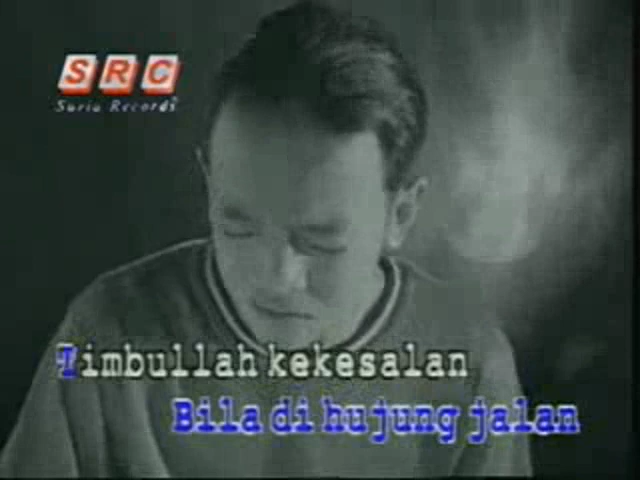 SRC
Suria Records
Timbullah kekesalan
Bila di hujung jalan